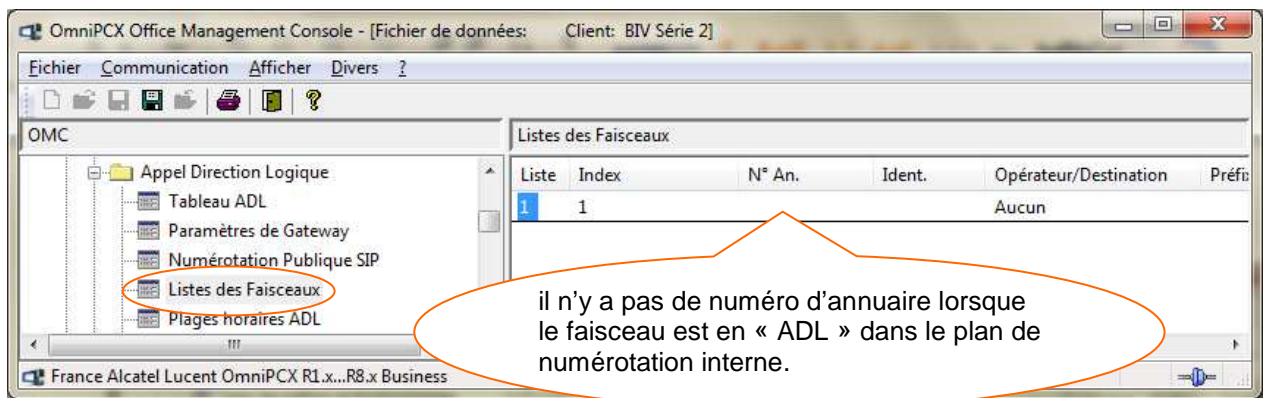 OmniPCX Office Management Console - [Fichier de données: Client: BIV Série 2]
Fichier Communication Afficher Divers ?
OMC
Listes des Faisceaux
Appel Direction Logique
Tableau ADL
Paramètres de Gateway
Numérotation Publique SIP
Listes des Faisceaux
Plages horaires ADL
Liste Index N° An. Ident. Opérateur/Destination Préfix
1 1 Aucun
il n’y a pas de numéro d’annuaire lorsque
le faisceau est en « ADL » dans le plan de
numérotation interne.
France Alcatel Lucent OmniPCX R1.x...R8.x Business